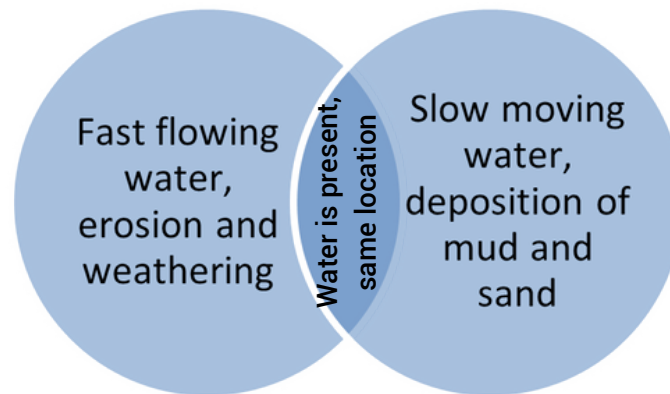 Fast flowing
water,
erosion and
weathering
Water is present,
same location
Slow moving
water,
deposition of
mud and
sand